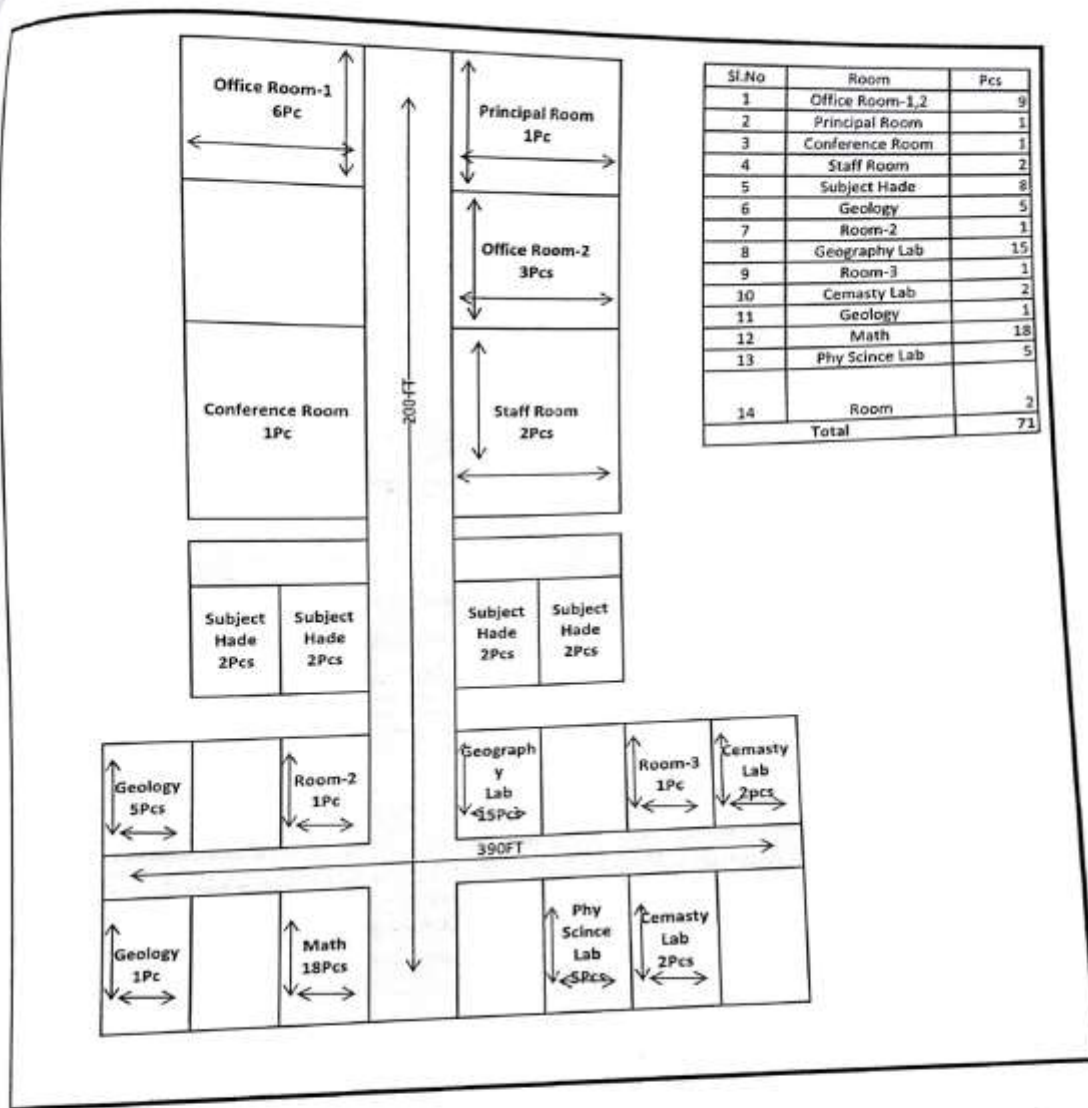 Office Room-1
6Pc
Principal Room
1Pc
Office Room-2
3Pcs
Conference Room
1Pc
200FT
Staff Room
2Pcs
Subject
Hade
2Pcs
Subject
Hade
2Pcs
Subject
Hade
2Pcs
Subject
Hade
2Pcs
Geology
5Pcs
Room-2
1Pc
Geograph
y
Lab
15Pcs
Room-3
1Pc
Cemasty
Lab
2pcs
390FT
Geology
1Pc
Math
18Pcs
Phy
Scince
Lab
5Pcs
Cemasty
Lab
2Pcs
Sl.No Room Pcs
1 Office Room-1,2 9
2 Principal Room 1
3 Conference Room 1
4 Staff Room 2
5 Subject Hade 8
6 Geology 5
7 Room-2 1
8 Geography Lab 15
9 Room-3 1
10 Cemasty Lab 2
11 Geology 1
12 Math 18
13 Phy Scince Lab 5
14 Room 2
Total 71